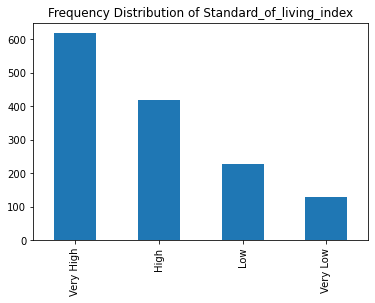 Frequency Distribution of Standard_of_living_index
600
500
400
300
200
100
0
Very High
High
Low
Very Low